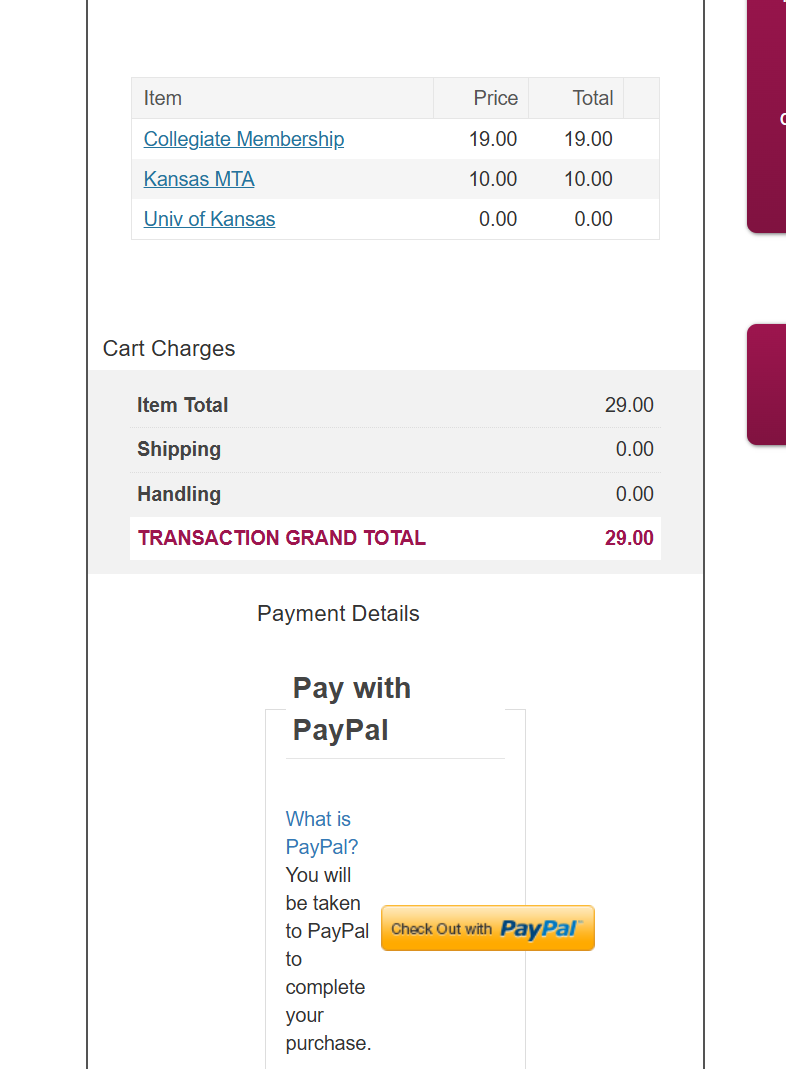 Item Price Total
Collegiate Membership 19.00 19.00
Kansas MTA 10.00 10.00
Univ of Kansas 0.00 0.00
Cart Charges
Item Total 29.00
Shipping 0.00
Handling 0.00
TRANSACTION GRAND TOTAL 29.00
Payment Details
Pay with
PayPal
What is
PayPal?
You will
be taken
to PayPal
to
complete
your
purchase.
Check Out with PayPal